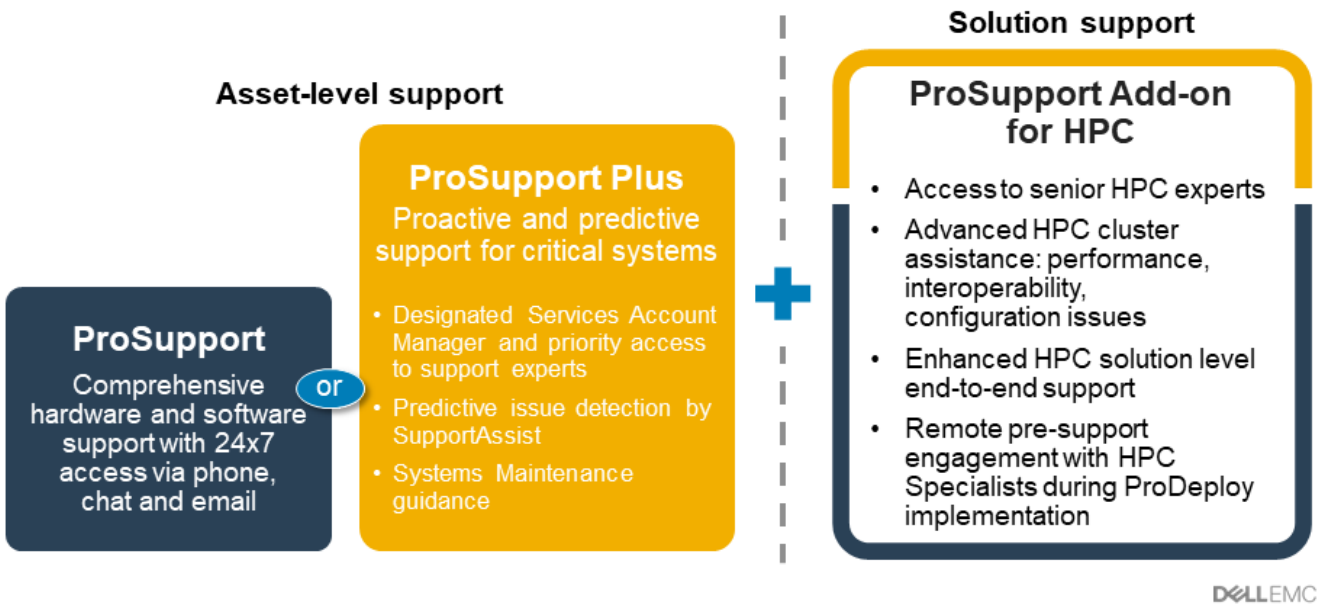 Asset-level support
ProSupport
Comprehensive
hardware and software
support with 24x7
access via phone,
chat and email
or
ProSupport Plus
Proactive and predictive
support for critical systems
• Designated Services Account
Manager and priority access
to support experts
• Predictive issue detection by
SupportAssist
• Systems Maintenance
guidance
Solution support
ProSupport Add-on
for HPC
• Access to senior HPC experts
• Advanced HPC cluster
assistance: performance,
interoperability,
configuration issues
• Enhanced HPC solution level
end-to-end support
• Remote pre-support
engagement with HPC
Specialists during ProDeploy
implementation
DELLEMC